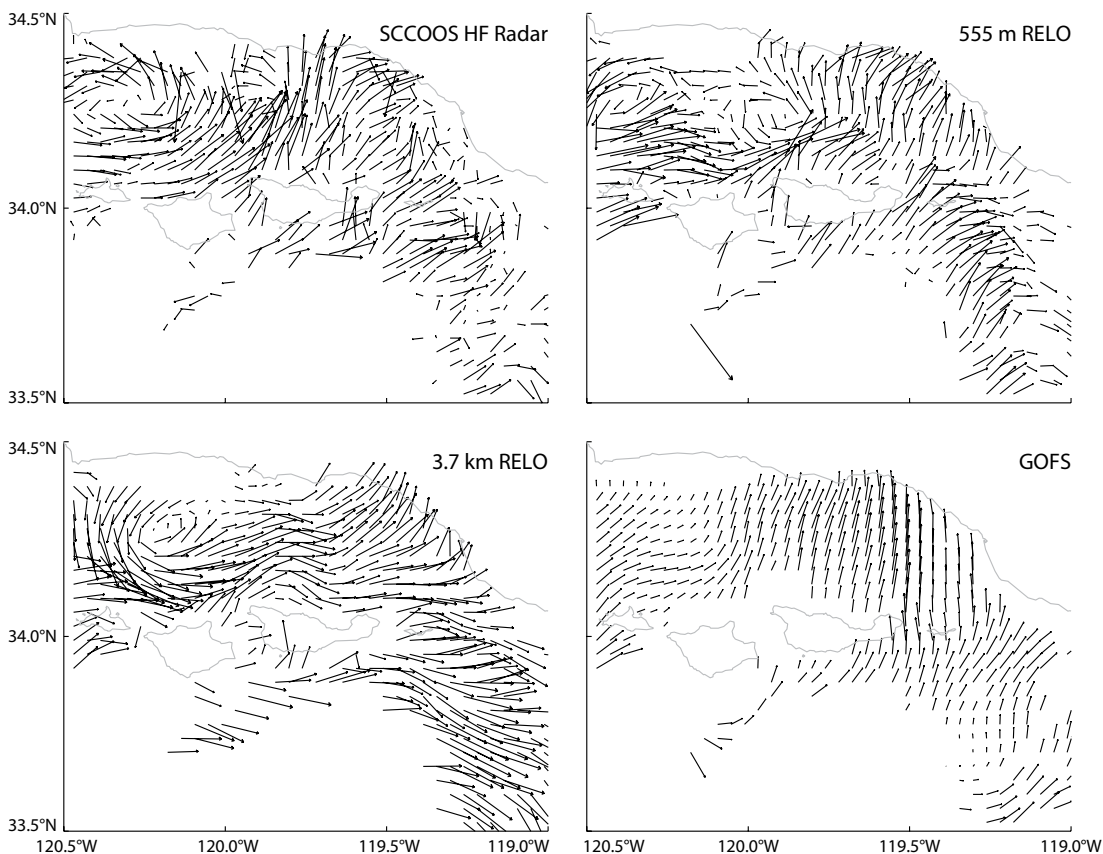 34.5°N
SCCOOS HF Radar
555 m RELO
34.0°N
33.5°N
34.5°N
3.7 km RELO
GOFS
34.0°N
33.5°N
120.5°W 120.0°W 119.5°W 119.0°W 120.5°W 120.0°W 119.5°W 119.0°W